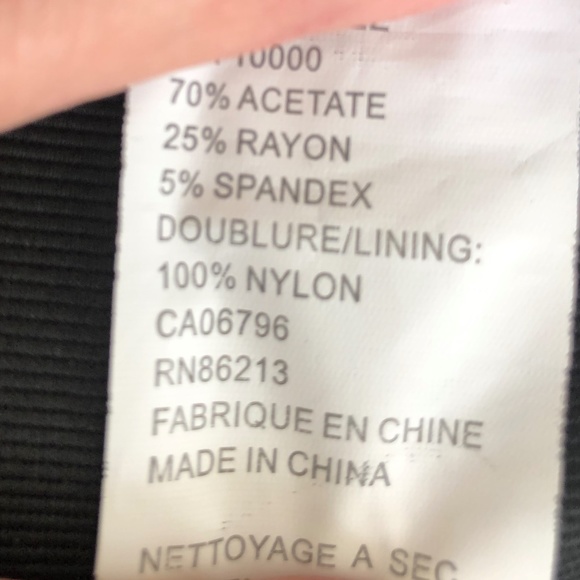 10000
70% ACETATE
25% RAYON
5% SPANDEX
DOUBLURE/LINING:
100% NYLON
CA06796
RN86213
FABRIQUE EN CHINE
MADE IN CHINA
NETTOYAGE A SEC